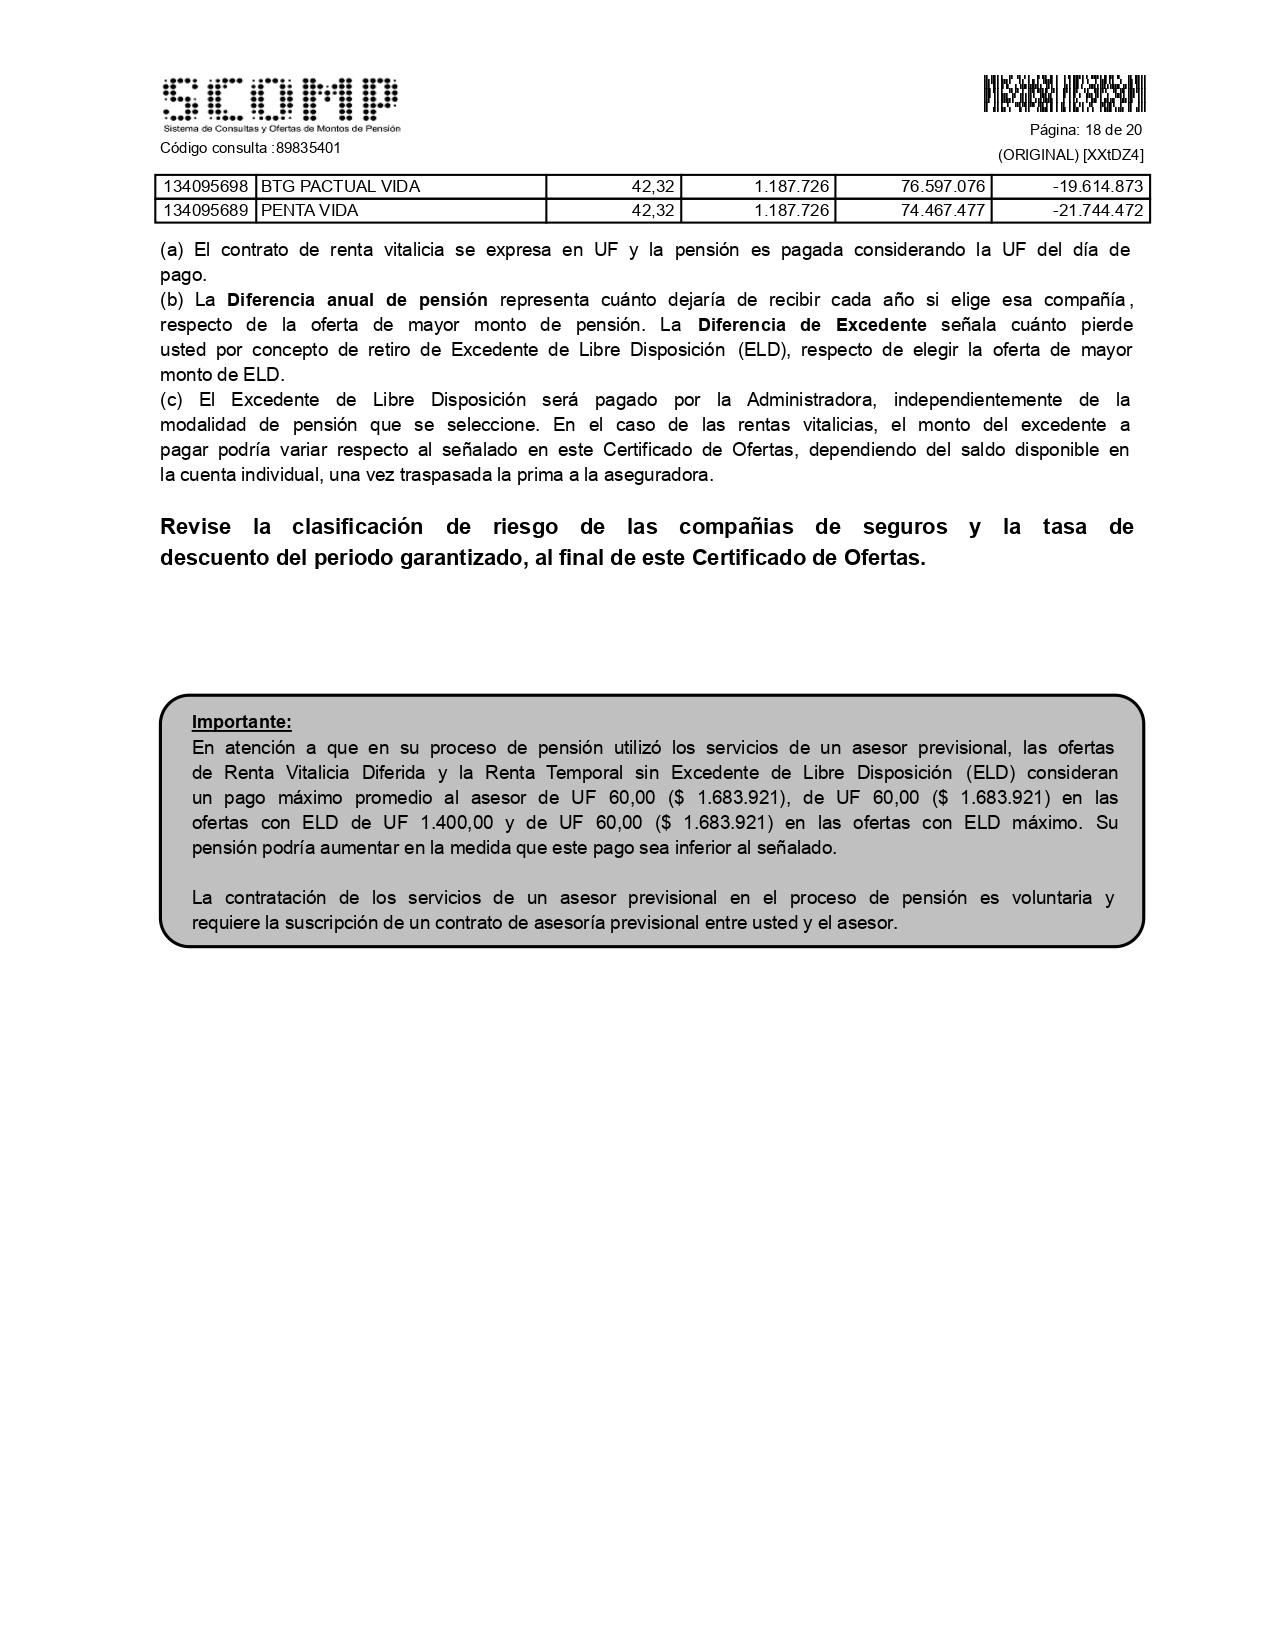 SCOMP
Sistema de Consultas y Ofertas de Montos de Pensión
Código consulta :89835401
Página: 18 de 20
(ORIGINAL) [XXtDZ4]
134095698 BTG PACTUAL VIDA 42,32 1.187.726 76.597.076 -19.614.873
134095689 PENTA VIDA 42,32 1.187.726 74.467.477 -21.744.472
(a) El contrato de renta vitalicia se expresa en UF y la pensión es pagada considerando la UF del día de
pago.
(b) La Diferencia anual de pensión representa cuánto dejaría de recibir cada año si elige esa compañía,
respecto de la oferta de mayor monto de pensión. La Diferencia de Excedente señala cuánto pierde
usted por concepto de retiro de Excedente de Libre Disposición (ELD), respecto de elegir la oferta de mayor
monto de ELD.
(c) El Excedente de Libre Disposición será pagado por la Administradora, independientemente de la
modalidad de pensión que se seleccione. En el caso de las rentas vitalicias, el monto del excedente a
pagar podría variar respecto al señalado en este Certificado de Ofertas, dependiendo del saldo disponible en
la cuenta individual, una vez traspasada la prima a la aseguradora.
Revise la clasificación de riesgo de las compañias de seguros y la tasa de
descuento del periodo garantizado, al final de este Certificado de Ofertas.
Importante:
En atención a que en su proceso de pensión utilizó los servicios de un asesor previsional, las ofertas
de Renta Vitalicia Diferida y la Renta Temporal sin Excedente de Libre Disposición (ELD) consideran
un pago máximo promedio al asesor de UF 60,00 ($ 1.683.921), de UF 60,00 ($ 1.683.921) en las
ofertas con ELD de UF 1.400,00 y de UF 60,00 ($ 1.683.921) en las ofertas con ELD máximo. Su
pensión podría aumentar en la medida que este pago sea inferior al señalado.
La contratación de los servicios de un asesor previsional en el proceso de pensión es voluntaria y
requiere la suscripción de un contrato de asesoría previsional entre usted y el asesor.